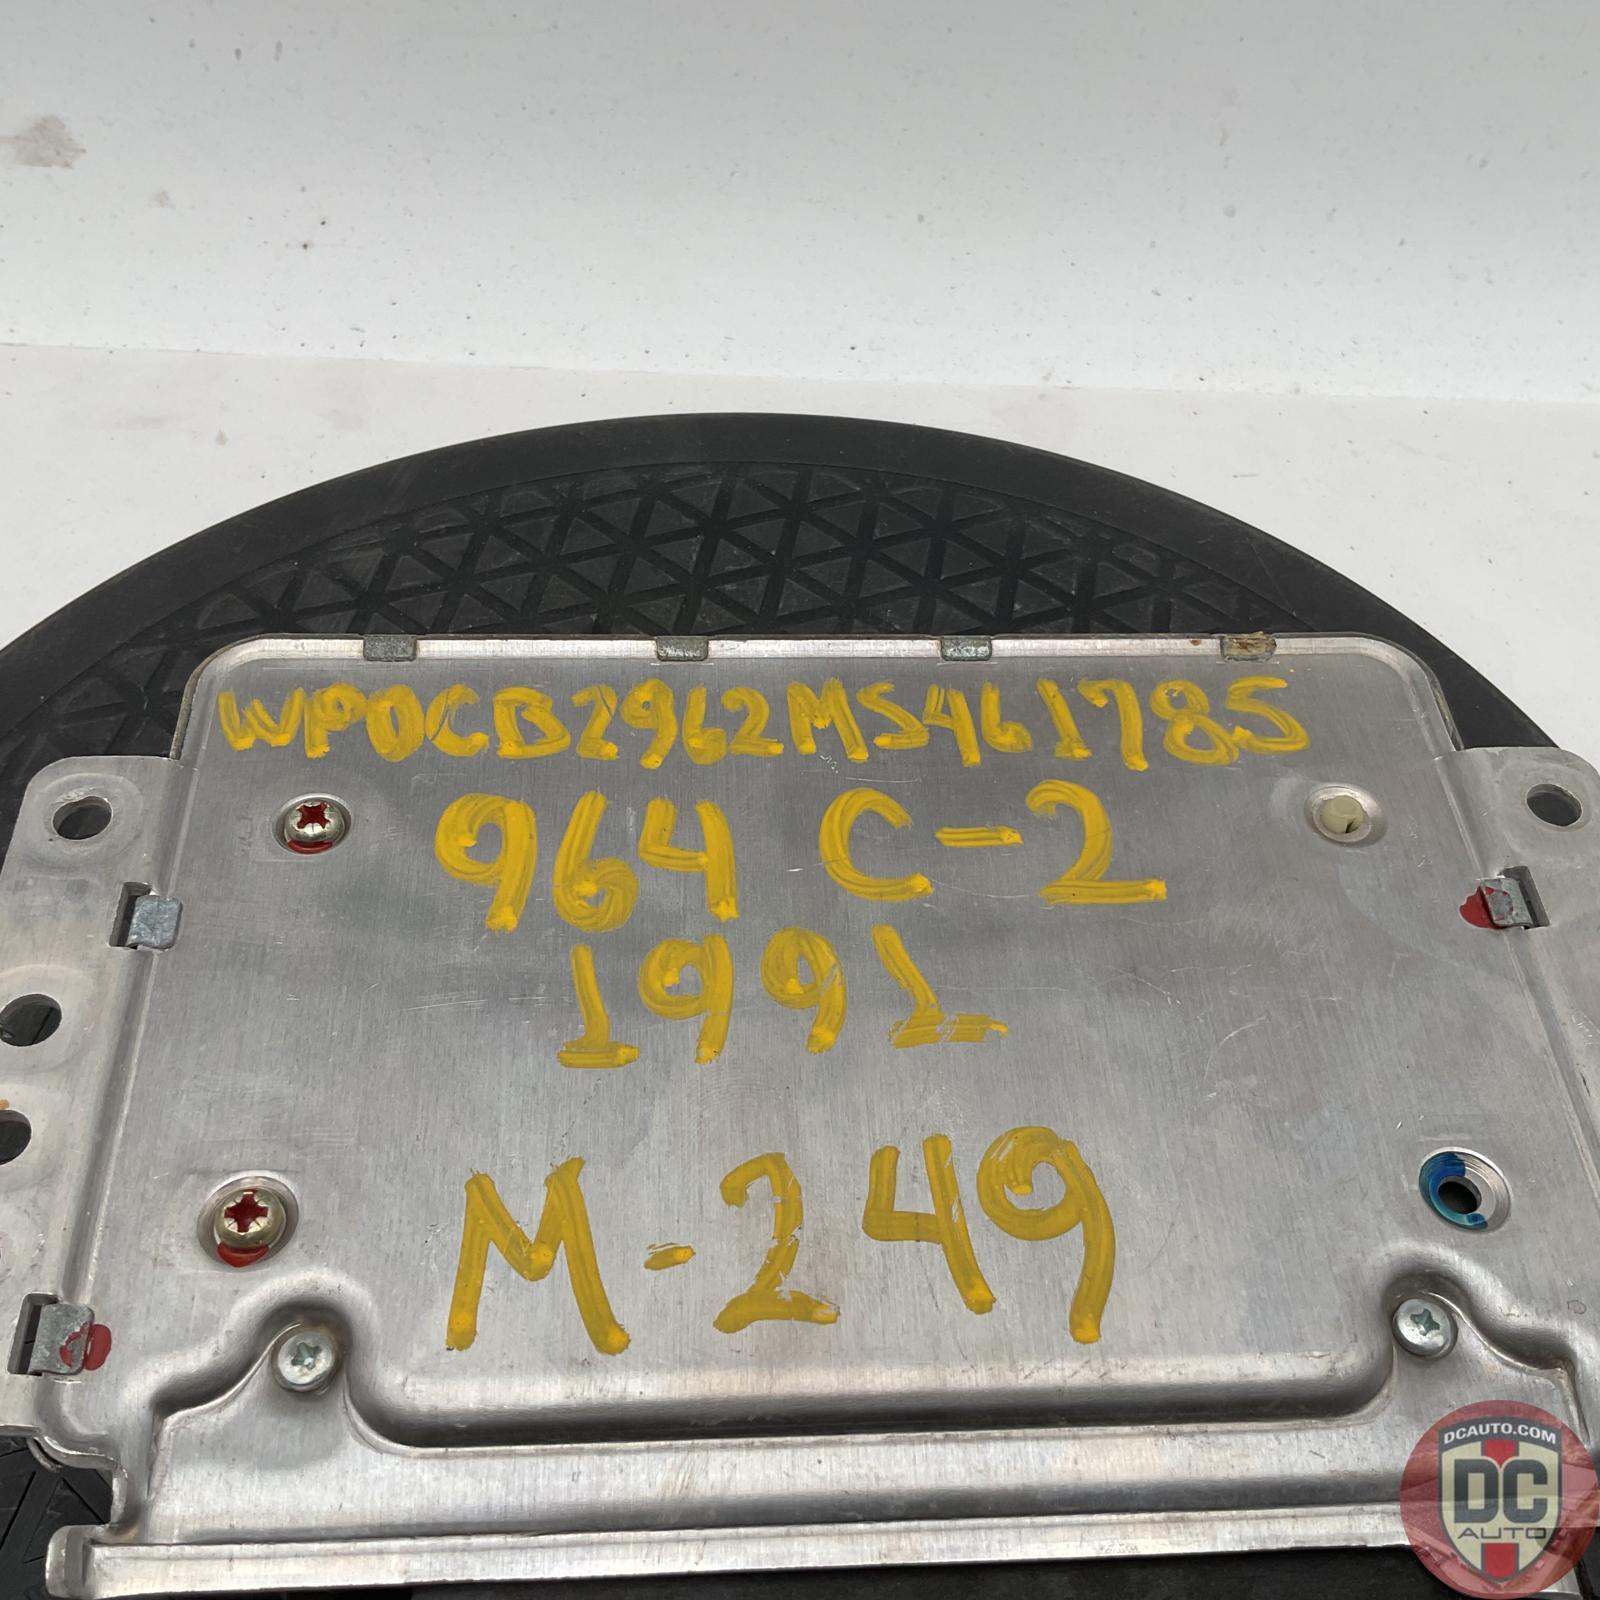 WP0CB2962MS461785
964 C-2
1991
M-249
DCAUTO.COM
DC
AUTO